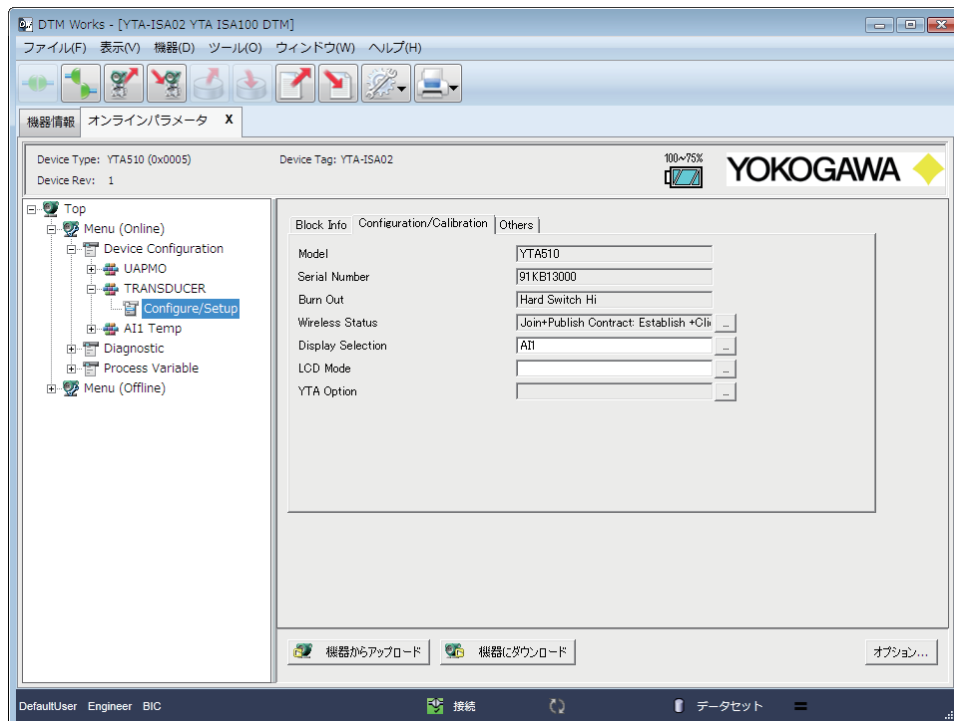 DTM Works - [YTA-ISA02 YTA ISA100 DTM]
ファイル(F) 表示(V) 機器(D) ツール(O) ウィンドウ(W) ヘルプ(H)
機器情報 オンラインパラメータ X
Device Type: YTA510 (0x0005) Device Tag: YTA-ISA02 100~75% YOKOGAWA
Device Rev: 1
Top
Menu (Online)
Device Configuration
UAPMO
TRANSDUCER
Configure/Setup
AI1 Temp
Diagnostic
Process Variable
Menu (Offline)
Block Info Configuration/Calibration Others
Model YTA510
Serial Number 91KB13000
Burn Out Hard Switch Hi
Wireless Status Join+Publish Contract: Establish +Cli ...
Display Selection AI1 ...
LCD Mode ...
YTA Option ...
機器からアップロード 機器にダウンロード オプション...
DefaultUser Engineer BIC 接続 データセット